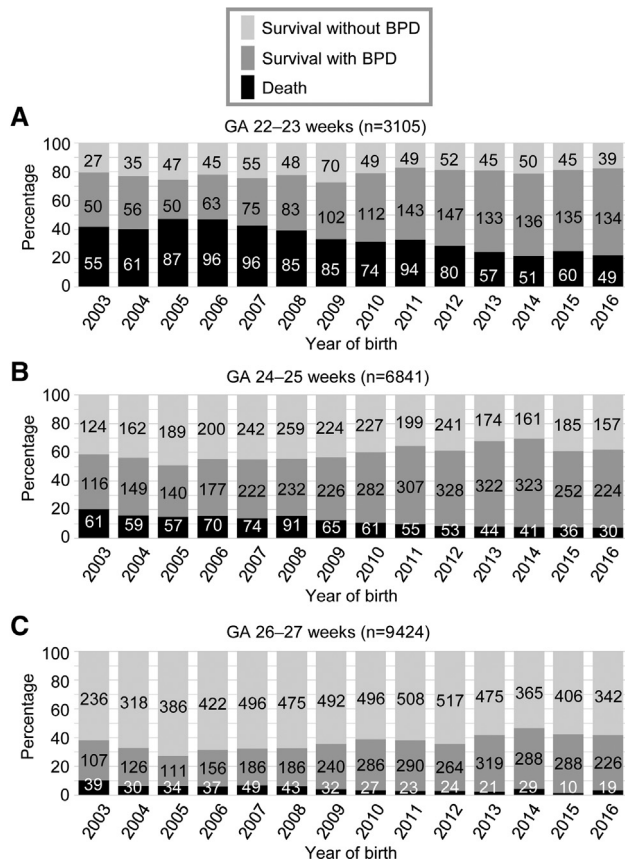 Survival without BPD
Survival with BPD
Death
A
GA 22–23 weeks (n=3105)
Percentage
100
80
60
40
20
0
27 35 47 45 55 48 70 49 49 52 45 50 45 39
50 56 50 63 75 83 102 112 143 147 133 136 135 134
55 61 87 96 96 85 85 74 94 80 57 51 60 49
2003 2004 2005 2006 2007 2008 2009 2010 2011 2012 2013 2014 2015 2016
Year of birth
B
GA 24–25 weeks (n=6841)
Percentage
100
80
60
40
20
0
124 162 189 200 242 259 224 227 199 241 174 161 185 157
116 149 140 177 222 232 226 282 307 328 322 323 252 224
61 59 57 70 74 91 65 61 55 53 44 41 36 30
2003 2004 2005 2006 2007 2008 2009 2010 2011 2012 2013 2014 2015 2016
Year of birth
C
GA 26–27 weeks (n=9424)
Percentage
100
80
60
40
20
0
236 318 386 422 496 475 492 496 508 517 475 365 406 342
107 126 111 156 186 186 240 286 290 264 319 288 288 226
39 30 34 37 49 43 32 27 23 24 21 29 10 19
2003 2004 2005 2006 2007 2008 2009 2010 2011 2012 2013 2014 2015 2016
Year of birth